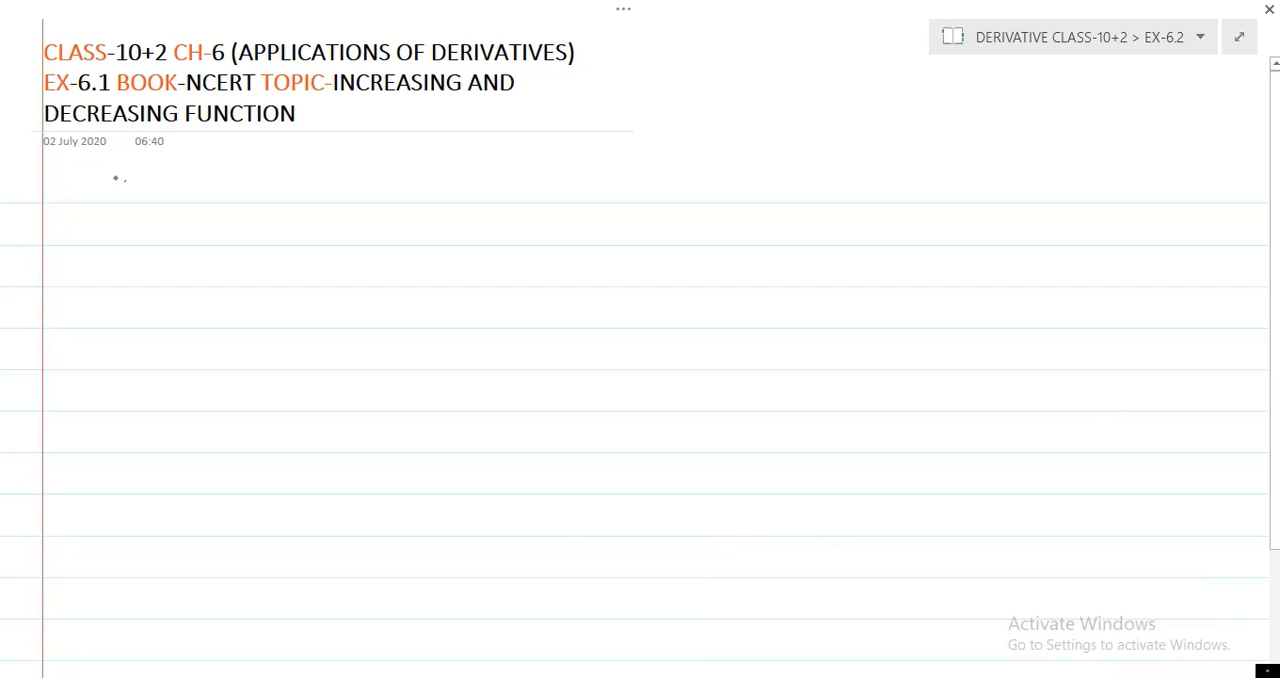 DERIVATIVE CLASS-10+2 > EX-6.2
CLASS-10+2 CH-6 (APPLICATIONS OF DERIVATIVES)
EX-6.1 BOOK-NCERT TOPIC-INCREASING AND
DECREASING FUNCTION
02 July 2020 06:40
Activate Windows
Go to Settings to activate Windows.